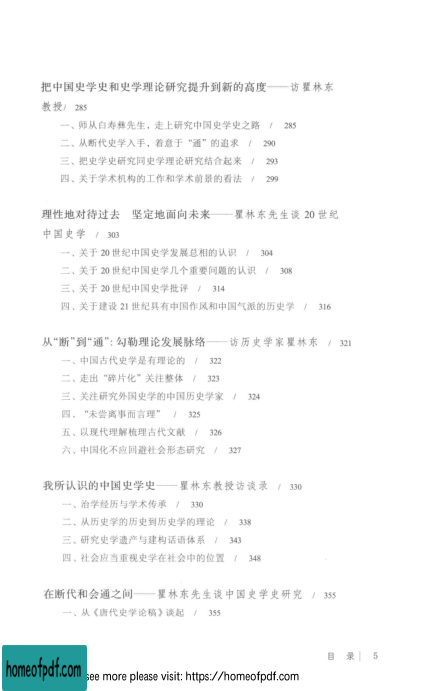 把中国史学史和史学理论研究提升到新的高度——访瞿林东
教授/ 285
一、师从白寿彝先生，走上研究中国史学史之路 / 285
二、从断代史学入手，着意于“通”的追求 / 290
三、把史学史研究同史学理论研究结合起来 / 293
四、关于学术机构的工作和学术前景的看法 / 299
理性地对待过去 坚定地面向未来——瞿林东先生谈 20 世纪
中国史学 / 303
一、关于 20 世纪中国史学发展总相的认识 / 304
二、关于 20 世纪中国史学几个重要问题的认识 / 308
三、关于 20 世纪中国史学批评 / 314
四、关于建设 21 世纪具有中国作风和中国气派的历史学 / 316
从“断”到“通”：勾勒理论发展脉络——访历史学家瞿林东 / 321
一、中国古代史学是有理论的 / 322
二、走出“碎片化”关注整体 / 323
三、关注研究外国史学的中国历史学家 / 324
四、“未尝离事而言理” / 325
五、以现代理解梳理古代文献 / 326
六、中国化不应回避社会形态研究 / 327
我所认识的中国史学史——瞿林东教授访谈录 / 330
一、治学经历与学术传承 / 330
二、从历史学的历史到历史学的理论 / 338
三、研究史学遗产与建构话语体系 / 343
四、社会应当重视史学在社会中的位置 / 348
在断代和会通之间——瞿林东先生谈中国史学史研究 / 355
一、从《唐代史学论稿》谈起 / 355
目 录 | 5
homeofpdf.com
see more please visit: https://homeofpdf.com